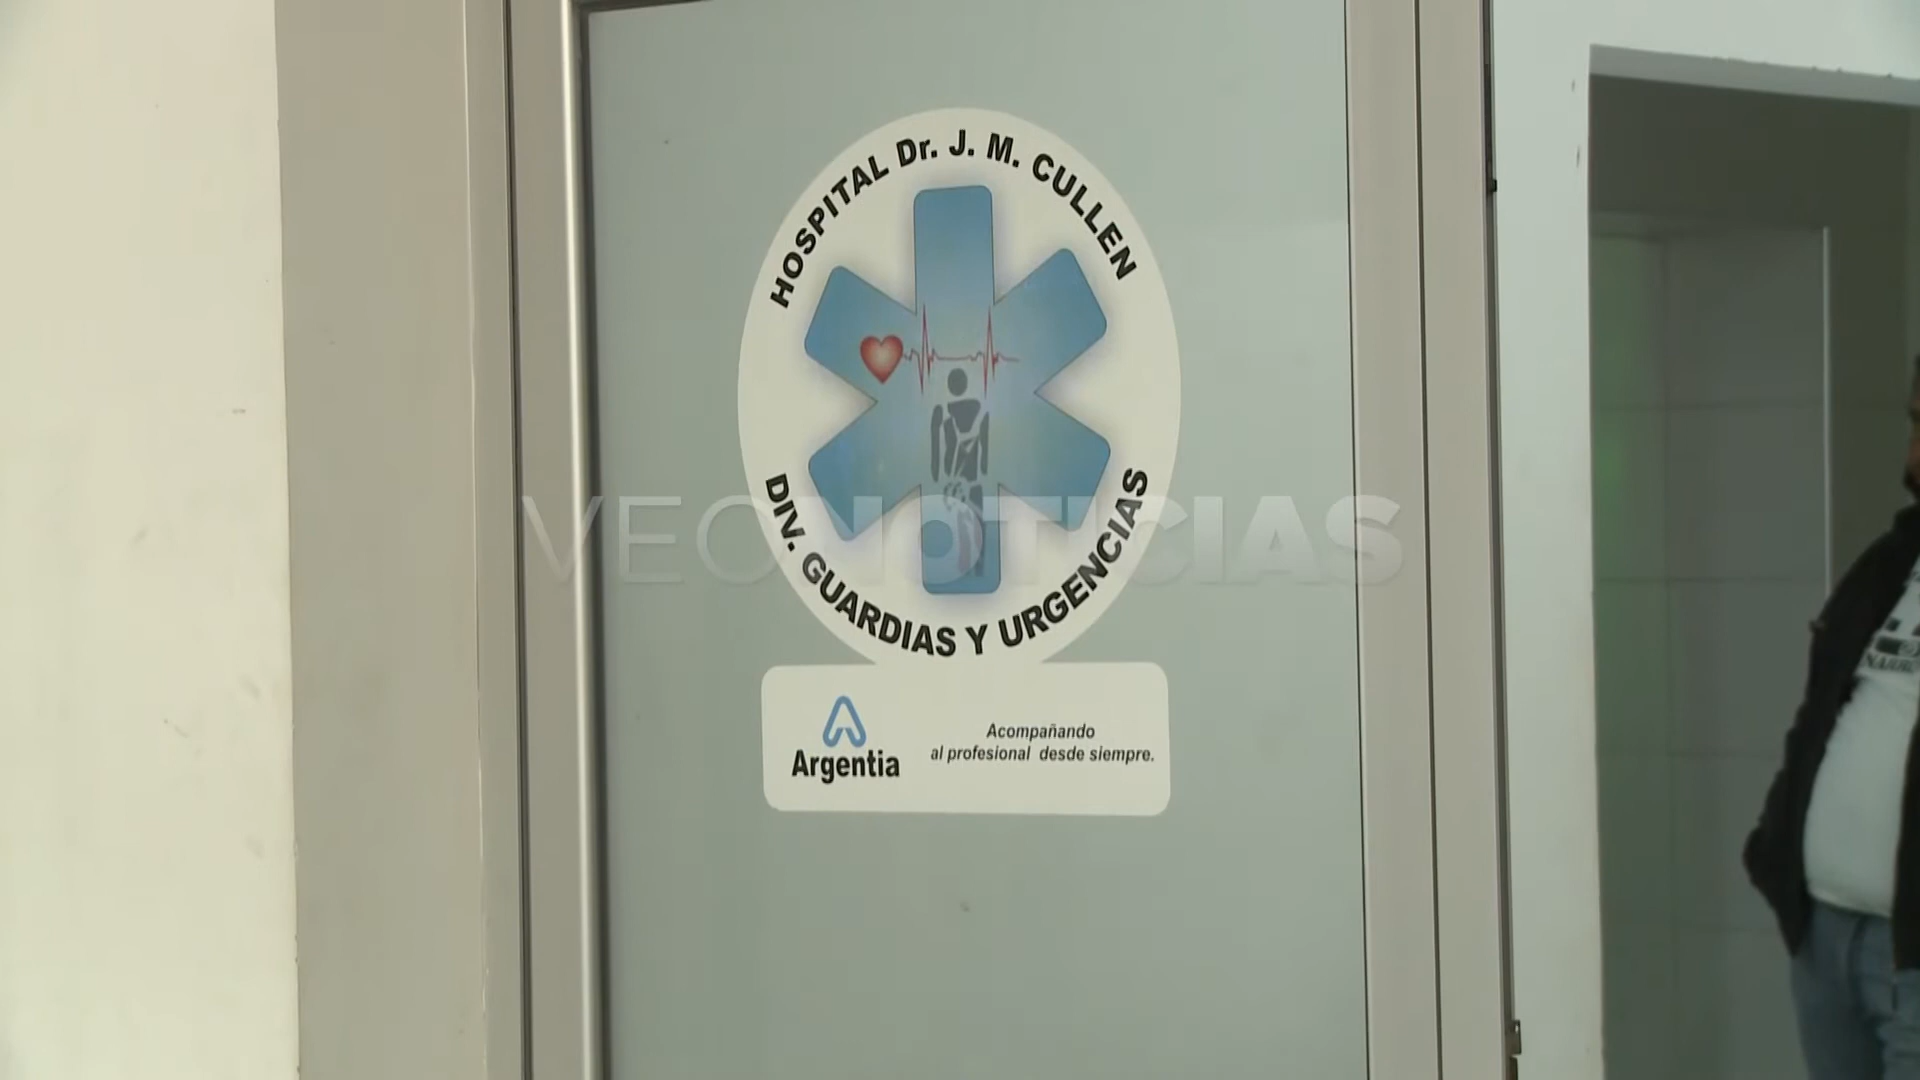 HOSPITAL Dr. J. M. CULLEN
DIV. GUARDIAS Y URGENCIAS
VEONOTICIAS
Argentia
Acompañando
al profesional desde siempre.